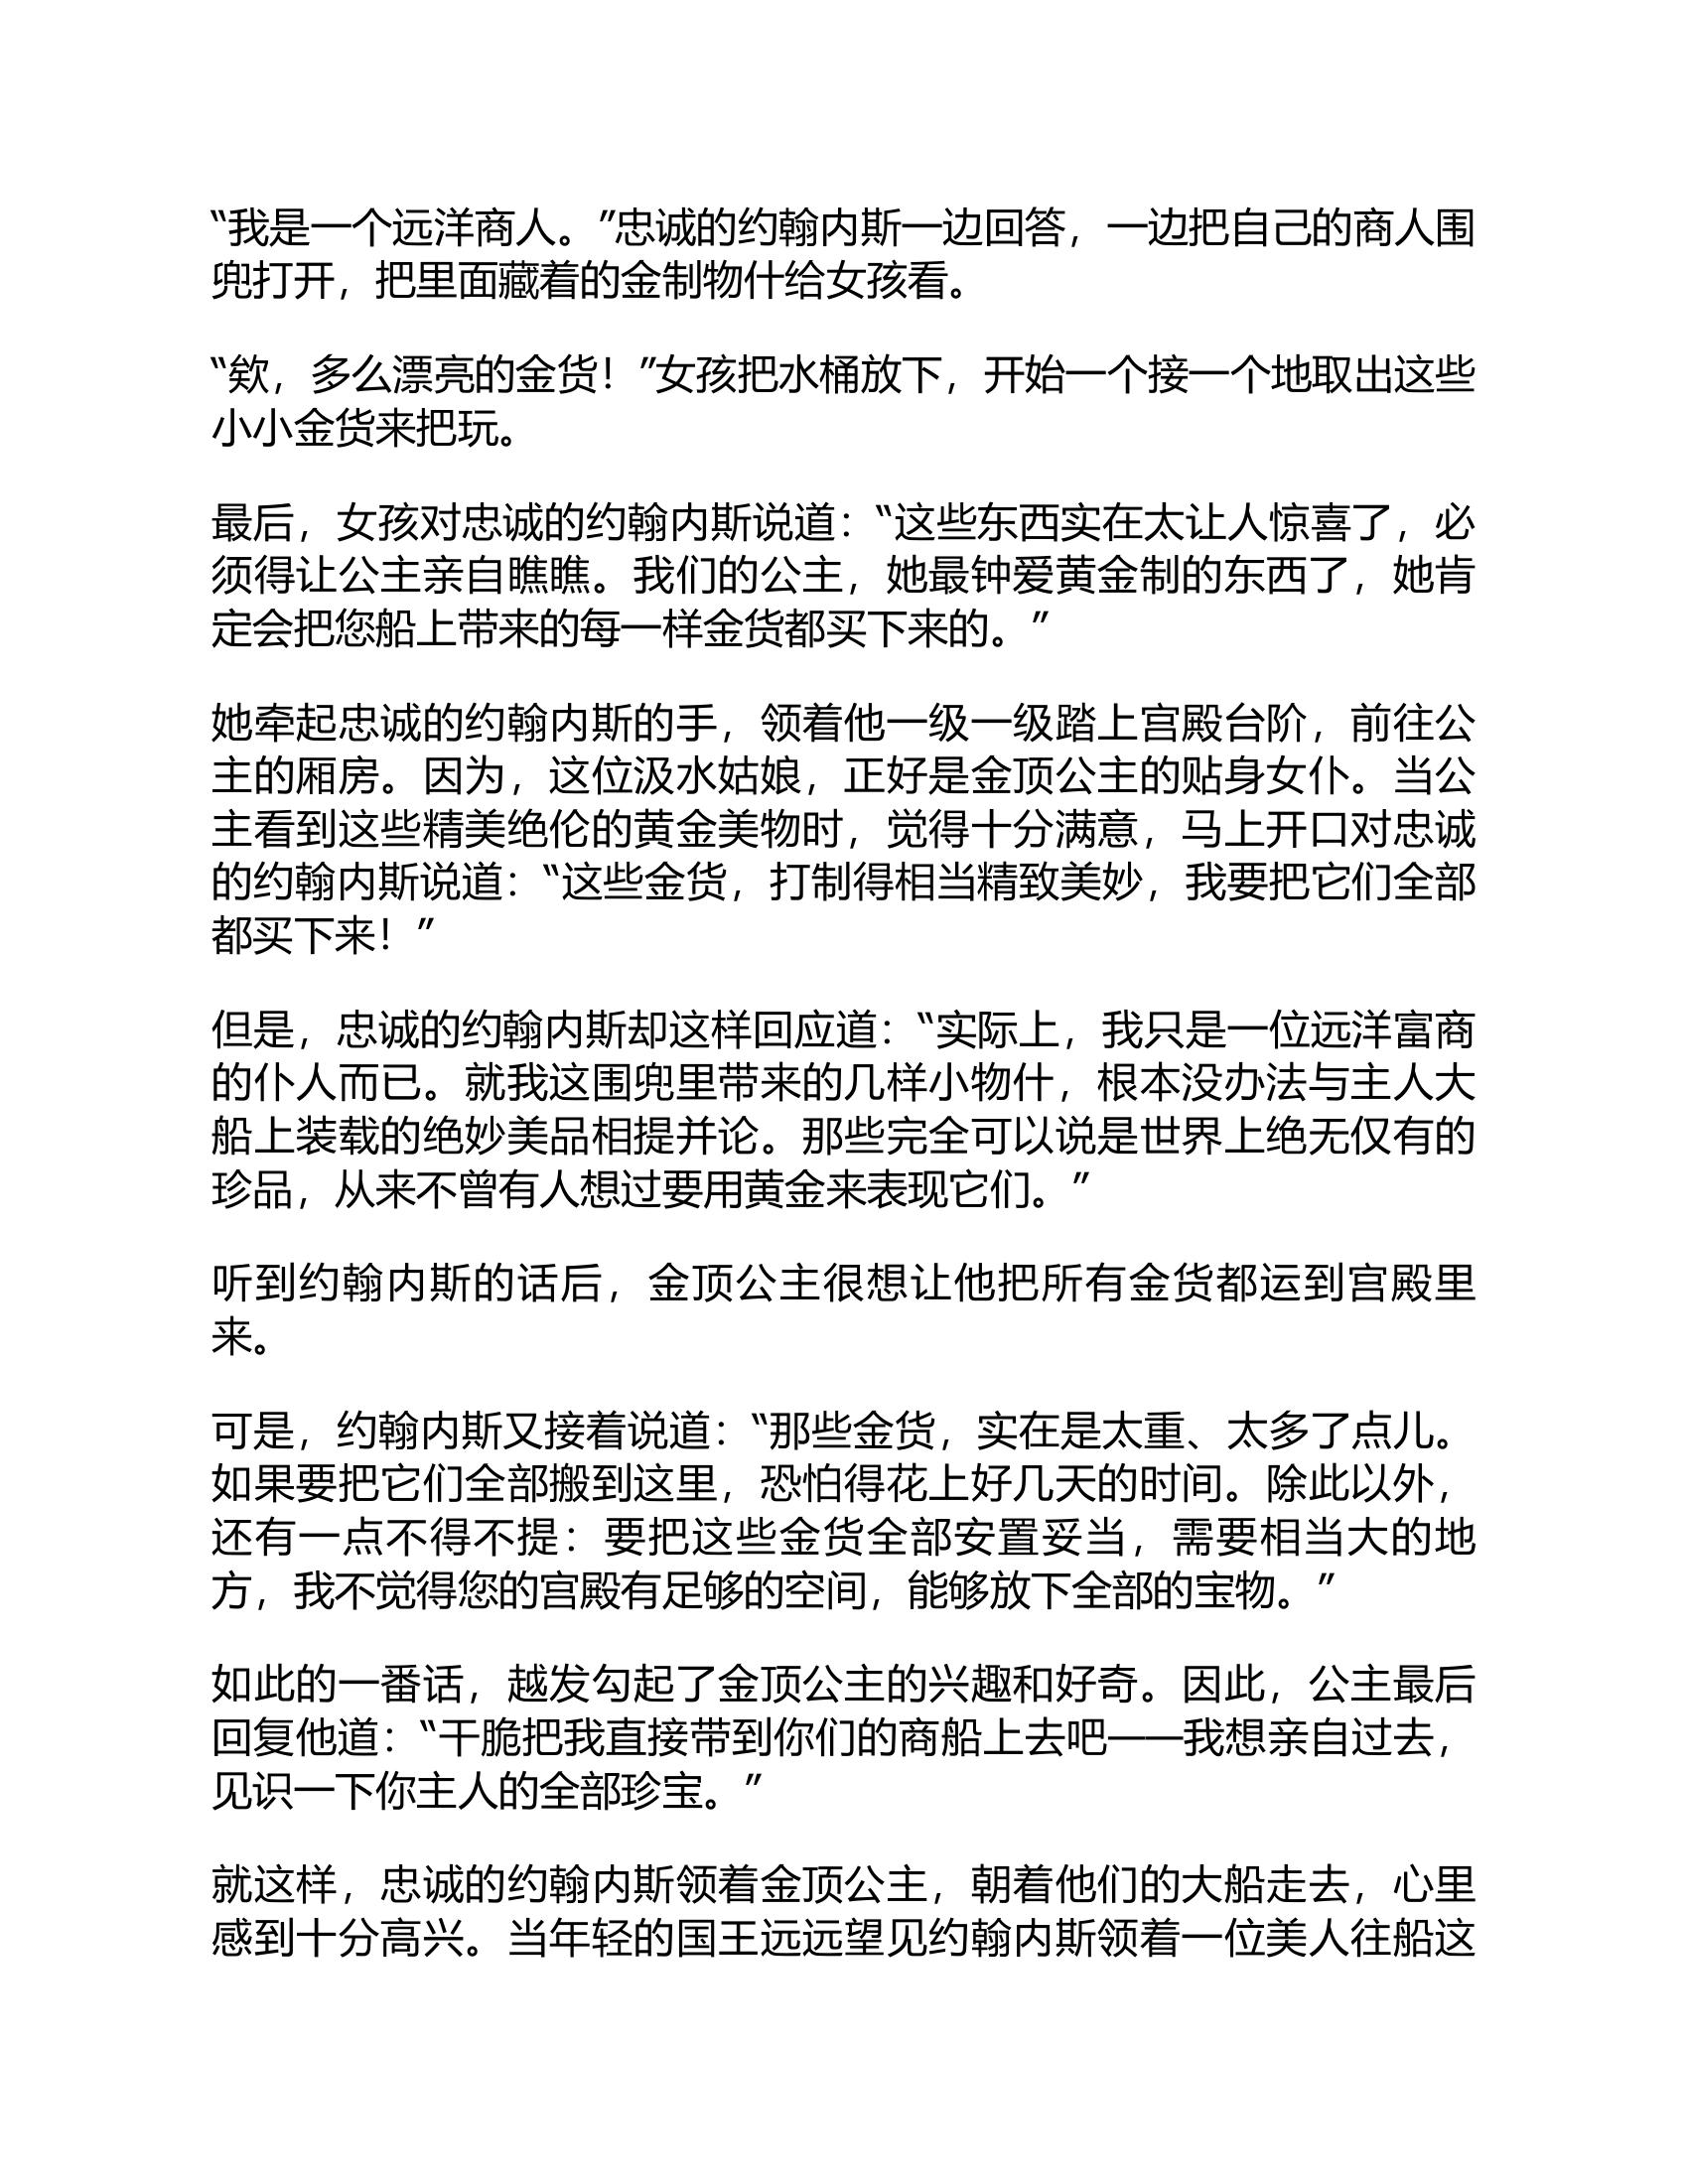 “我是一个远洋商人。”忠诚的约翰内斯一边回答，一边把自己的商人围
兜打开，把里面藏着的金制物什给女孩看。
“欸，多么漂亮的金货！”女孩把水桶放下，开始一个接一个地取出这些
小小金货来把玩。
最后，女孩对忠诚的约翰内斯说道：“这些东西实在太让人惊喜了，必
须得让公主亲自瞧瞧。我们的公主，她最钟爱黄金制的东西了，她肯
定会把您船上带来的每一样金货都买下来的。”
她牵起忠诚的约翰内斯的手，领着他一级一级踏上宫殿台阶，前往公
主的厢房。因为，这位汲水姑娘，正好是金顶公主的贴身女仆。当公
主看到这些精美绝伦的黄金美物时，觉得十分满意，马上开口对忠诚
的约翰内斯说道：“这些金货，打制得相当精致美妙，我要把它们全部
都买下来！”
但是，忠诚的约翰内斯却这样回应道：“实际上，我只是一位远洋富商
的仆人而已。就我这围兜里带来的几样小物什，根本没办法与主人大
船上装载的绝妙美品相提并论。那些完全可以说是世界上绝无仅有的
珍品，从来不曾有人想过要用黄金来表现它们。”
听到约翰内斯的话后，金顶公主很想让他把所有金货都运到宫殿里
来。
可是，约翰内斯又接着说道：“那些金货，实在是太重、太多了点儿。
如果要把它们全部搬到这里，恐怕得花上好几天的时间。除此以外，
还有一点不得不提：要把这些金货全部安置妥当，需要相当大的地
方，我不觉得您的宫殿有足够的空间，能够放下全部的宝物。”
如此的一番话，越发勾起了金顶公主的兴趣和好奇。因此，公主最后
回复他道：“干脆把我直接带到你们的商船上去吧——我想亲自过去，
见识一下你主人的全部珍宝。”
就这样，忠诚的约翰内斯领着金顶公主，朝着他们的大船走去，心里
感到十分高兴。当年轻的国王远远望见约翰内斯领着一位美人往船这